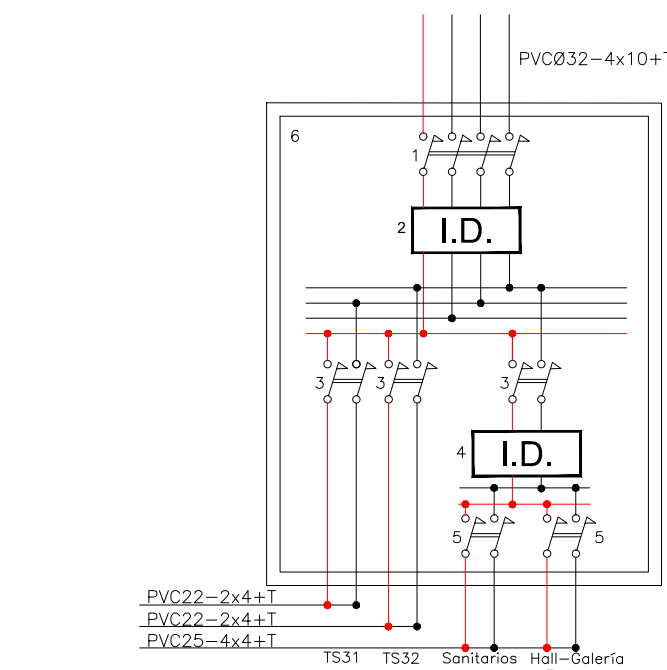 PVCØ32-4x10+T
6
1
2 I.D.
3 3 3
4 I.D.
5 5
PVC22-2x4+T
PVC22-2x4+T
PVC25-4x4+T
TS31 TS32 Sanitarios Hall-Galería